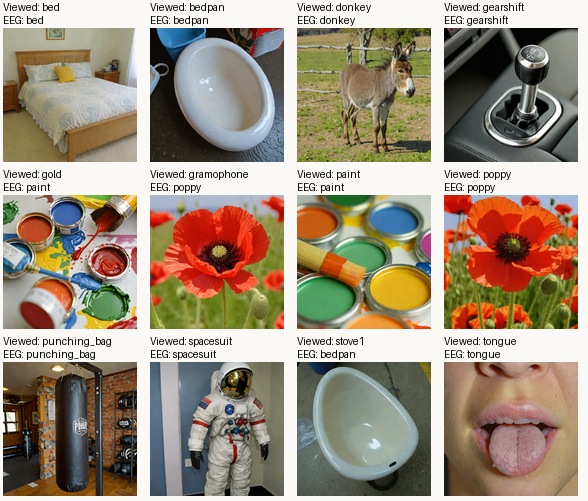 Viewed: bed
EEG: bed
Viewed: bedpan
EEG: bedpan
Viewed: donkey
EEG: donkey
Viewed: gearshift
EEG: gearshift
Viewed: gold
EEG: paint
Viewed: gramophone
EEG: poppy
Viewed: paint
EEG: paint
Viewed: poppy
EEG: poppy
Viewed: punching_bag
EEG: punching_bag
Viewed: spacesuit
EEG: spacesuit
Viewed: stove1
EEG: bedpan
Viewed: tongue
EEG: tongue